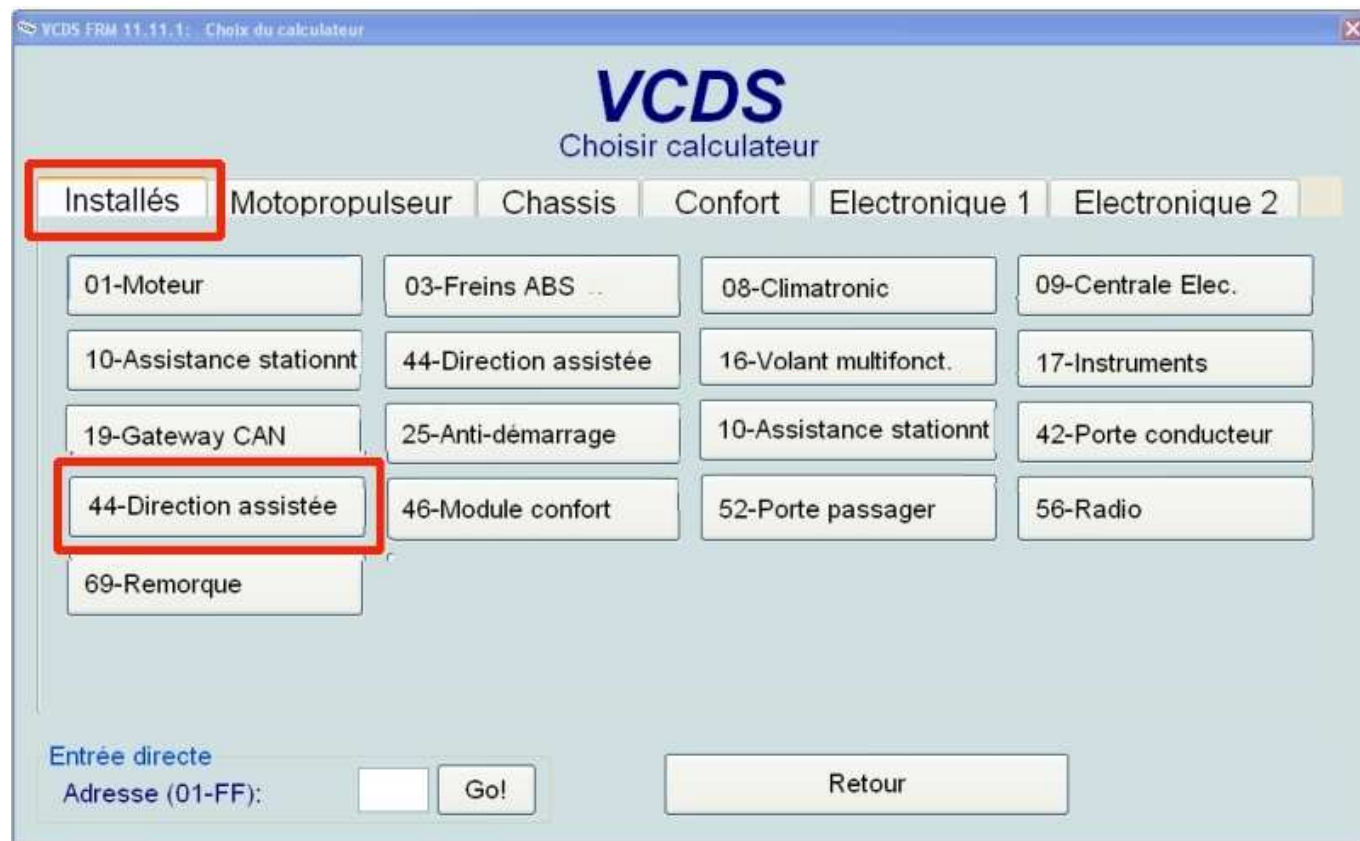 VCDS FRM 11.11.1: Choix du calculateur
VCDS
Choisir calculateur
Installés Motopropulseur Chassis Confort Electronique 1 Electronique 2
01-Moteur 03-Freins ABS .. 08-Climatronic 09-Centrale Elec.
10-Assistance stationnt 44-Direction assistée 16-Volant multifonct. 17-Instruments
19-Gateway CAN 25-Anti-démarrage 10-Assistance stationnt 42-Porte conducteur
44-Direction assistée 46-Module confort 52-Porte passager 56-Radio
69-Remorque
Entrée directe
Adresse (01-FF): Go! Retour